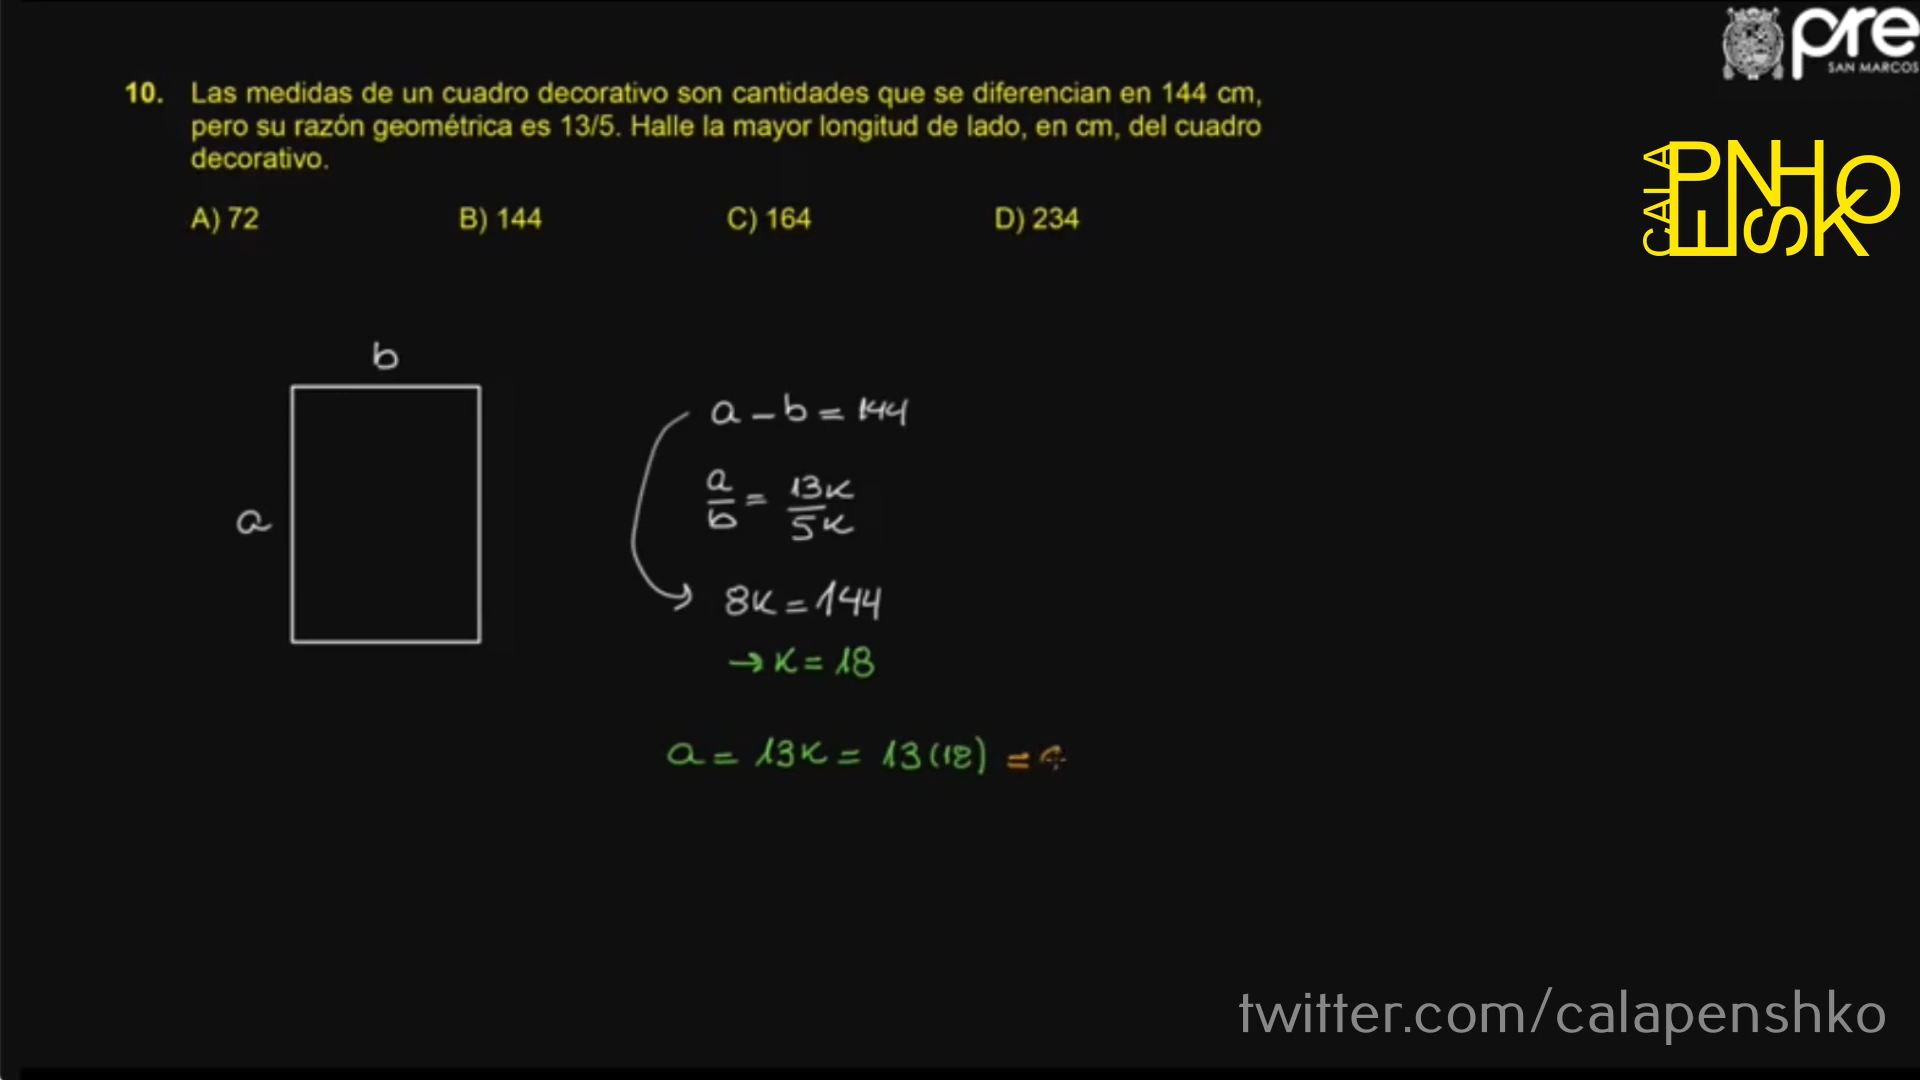 pre
SAN MARCOS
10. Las medidas de un cuadro decorativo son cantidades que se diferencian en 144 cm,
pero su razón geométrica es 13/5. Halle la mayor longitud de lado, en cm, del cuadro
decorativo.
CALA
PENSHKO
A) 72 B) 144 C) 164 D) 234
b
a
a - b = 144
a/b = 13K/5K
8K = 144
→ K = 18
a = 13K = 13(18) =
twitter.com/calapenshko